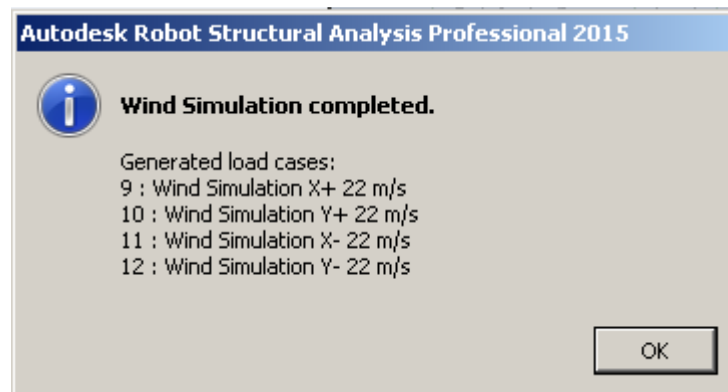 Autodesk Robot Structural Analysis Professional 2015
Wind Simulation completed.
Generated load cases:
9 : Wind Simulation X+ 22 m/s
10 : Wind Simulation Y+ 22 m/s
11 : Wind Simulation X- 22 m/s
12 : Wind Simulation Y- 22 m/s
OK